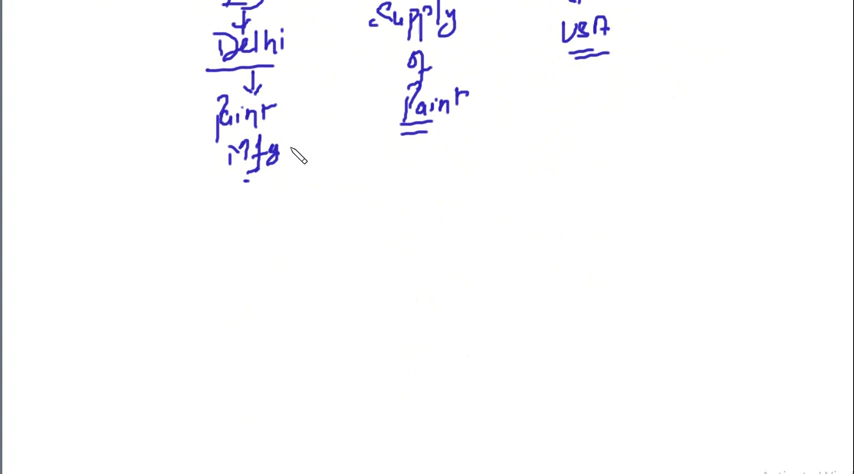 Delhi
Paint
Mfg
Supply
of
Paint
USA